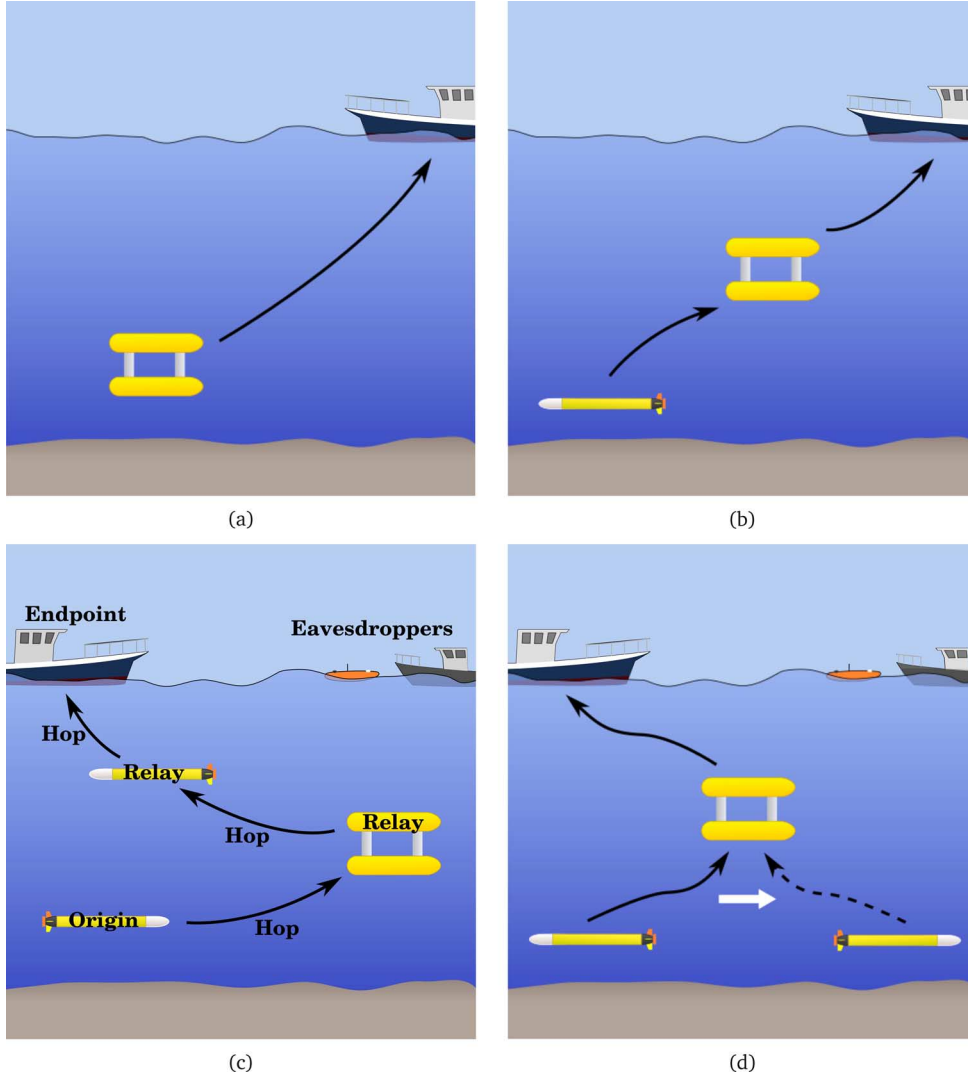 (a)
(b)
Endpoint
Eavesdroppers
Hop
Relay
Relay
Hop
Origin
Hop
(c)
(d)